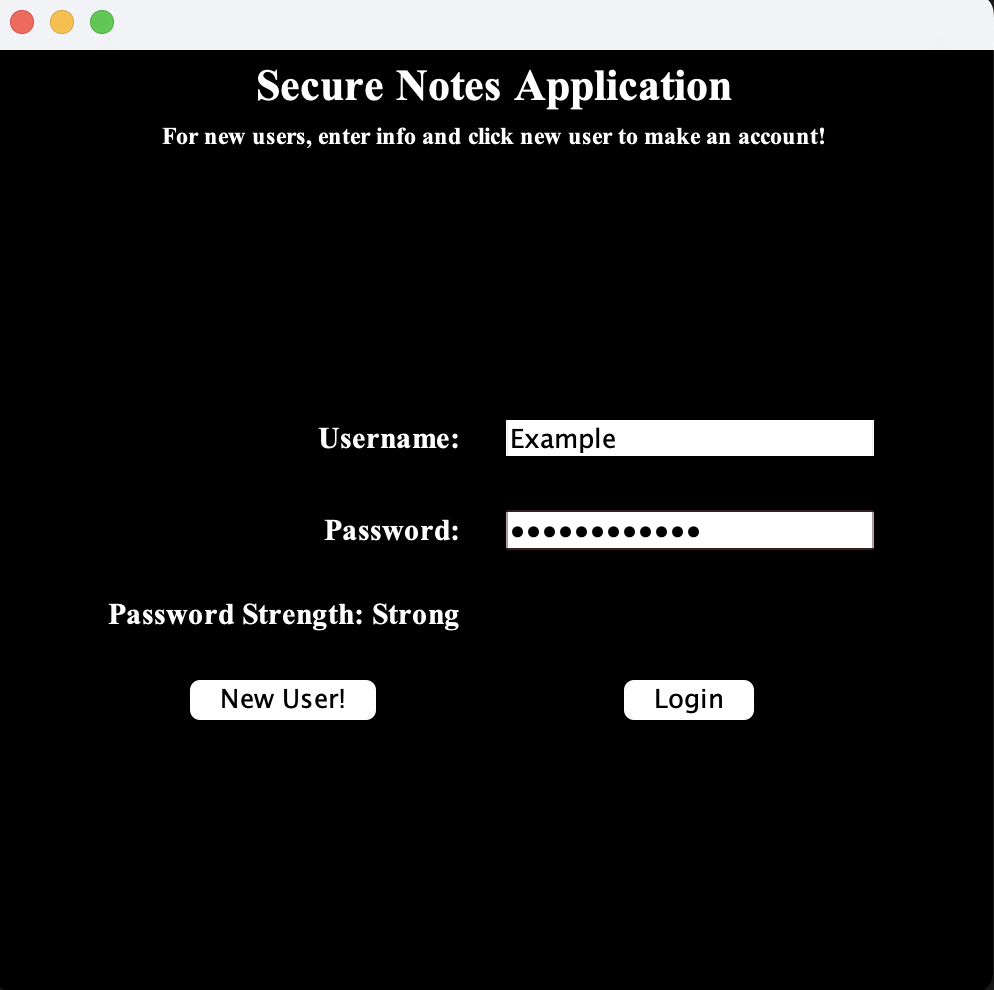 Secure Notes Application
For new users, enter info and click new user to make an account!
Username: Example
Password: ●●●●●●●●●●●●
Password Strength: Strong
New User! Login